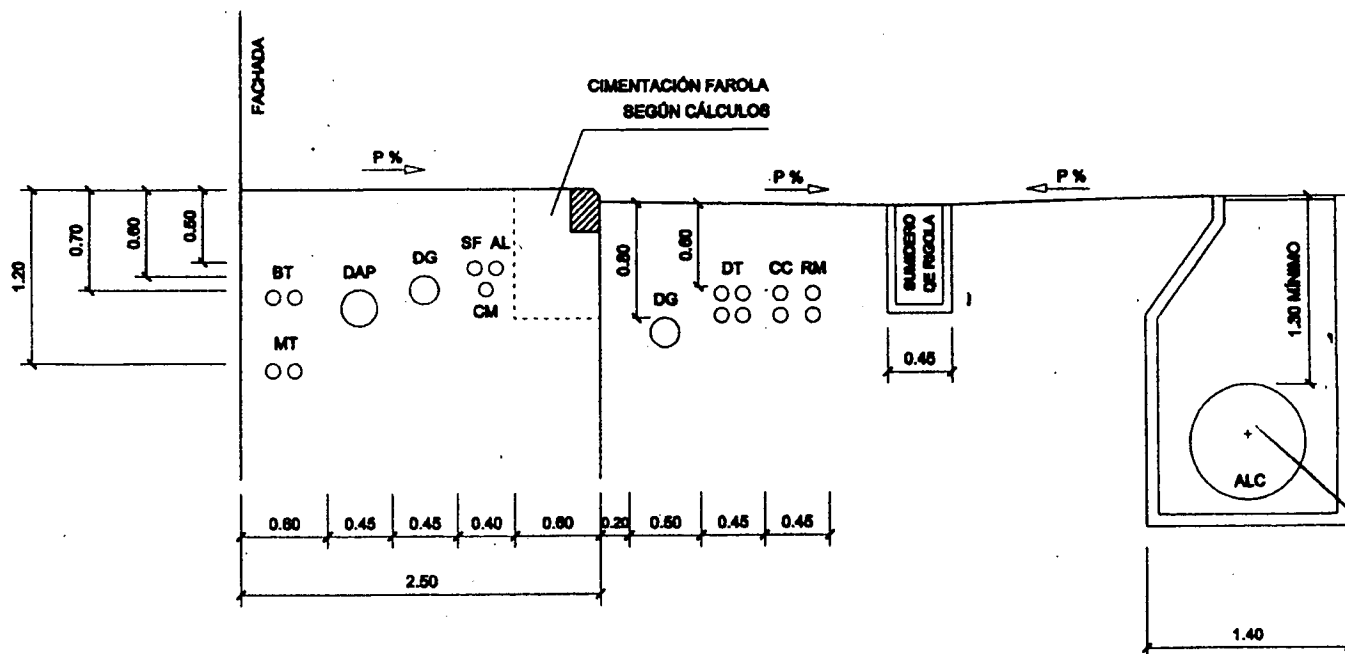 FACHADA
CIMENTACIÓN FAROLA
SEGÚN CÁLCULOS
P %
P %
P %
1.20
0.70
0.60
0.50
BT
DAP
DG
SF AL
CM
MT
0.80
0.60
DG
DT
CC
RM
SUMIDERO
DE RIGOLA
0.45
1.30 MÍNIMO
ALC
0.60
0.45
0.45
0.40
0.60
0.20
0.50
0.45
0.45
2.50
1.40